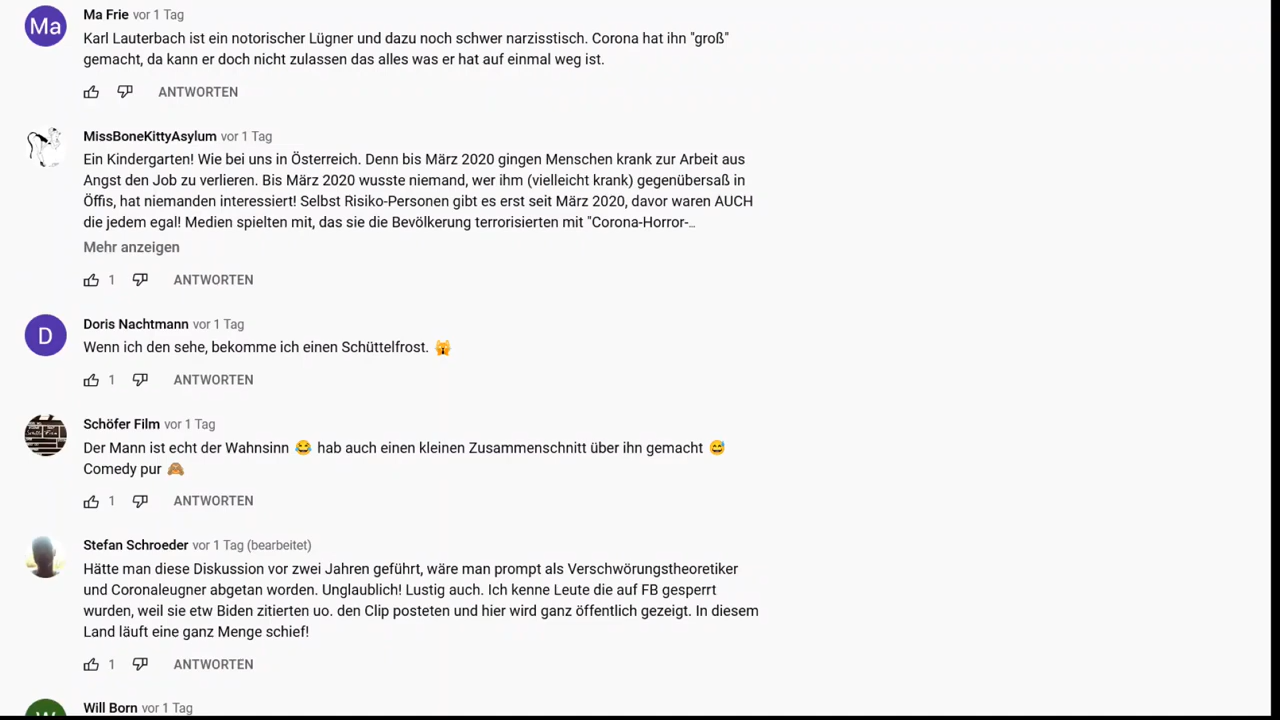 Ma
Ma Frie vor 1 Tag
Karl Lauterbach ist ein notorischer Lügner und dazu noch schwer narzisstisch. Corona hat ihn "groß"
gemacht, da kann er doch nicht zulassen das alles was er hat auf einmal weg ist.
ANTWORTEN
MissBoneKittyAsylum vor 1 Tag
Ein Kindergarten! Wie bei uns in Österreich. Denn bis März 2020 gingen Menschen krank zur Arbeit aus
Angst den Job zu verlieren. Bis März 2020 wusste niemand, wer ihm (vielleicht krank) gegenübersaß in
Öffis, hat niemanden interessiert! Selbst Risiko-Personen gibt es erst seit März 2020, davor waren AUCH
die jedem egal! Medien spielten mit, das sie die Bevölkerung terrorisierten mit "Corona-Horror-…
Mehr anzeigen
1 ANTWORTEN
D
Doris Nachtmann vor 1 Tag
Wenn ich den sehe, bekomme ich einen Schüttelfrost. 🙀
1 ANTWORTEN
Schöfer Film vor 1 Tag
Der Mann ist echt der Wahnsinn 😂 hab auch einen kleinen Zusammenschnitt über ihn gemacht 😅
Comedy pur 🙈
1 ANTWORTEN
Stefan Schroeder vor 1 Tag (bearbeitet)
Hätte man diese Diskussion vor zwei Jahren geführt, wäre man prompt als Verschwörungstheoretiker
und Coronaleugner abgetan worden. Unglaublich! Lustig auch. Ich kenne Leute die auf FB gesperrt
wurden, weil sie etw Biden zitierten uo. den Clip posteten und hier wird ganz öffentlich gezeigt. In diesem
Land läuft eine ganz Menge schief!
1 ANTWORTEN
Will Born vor 1 Tag